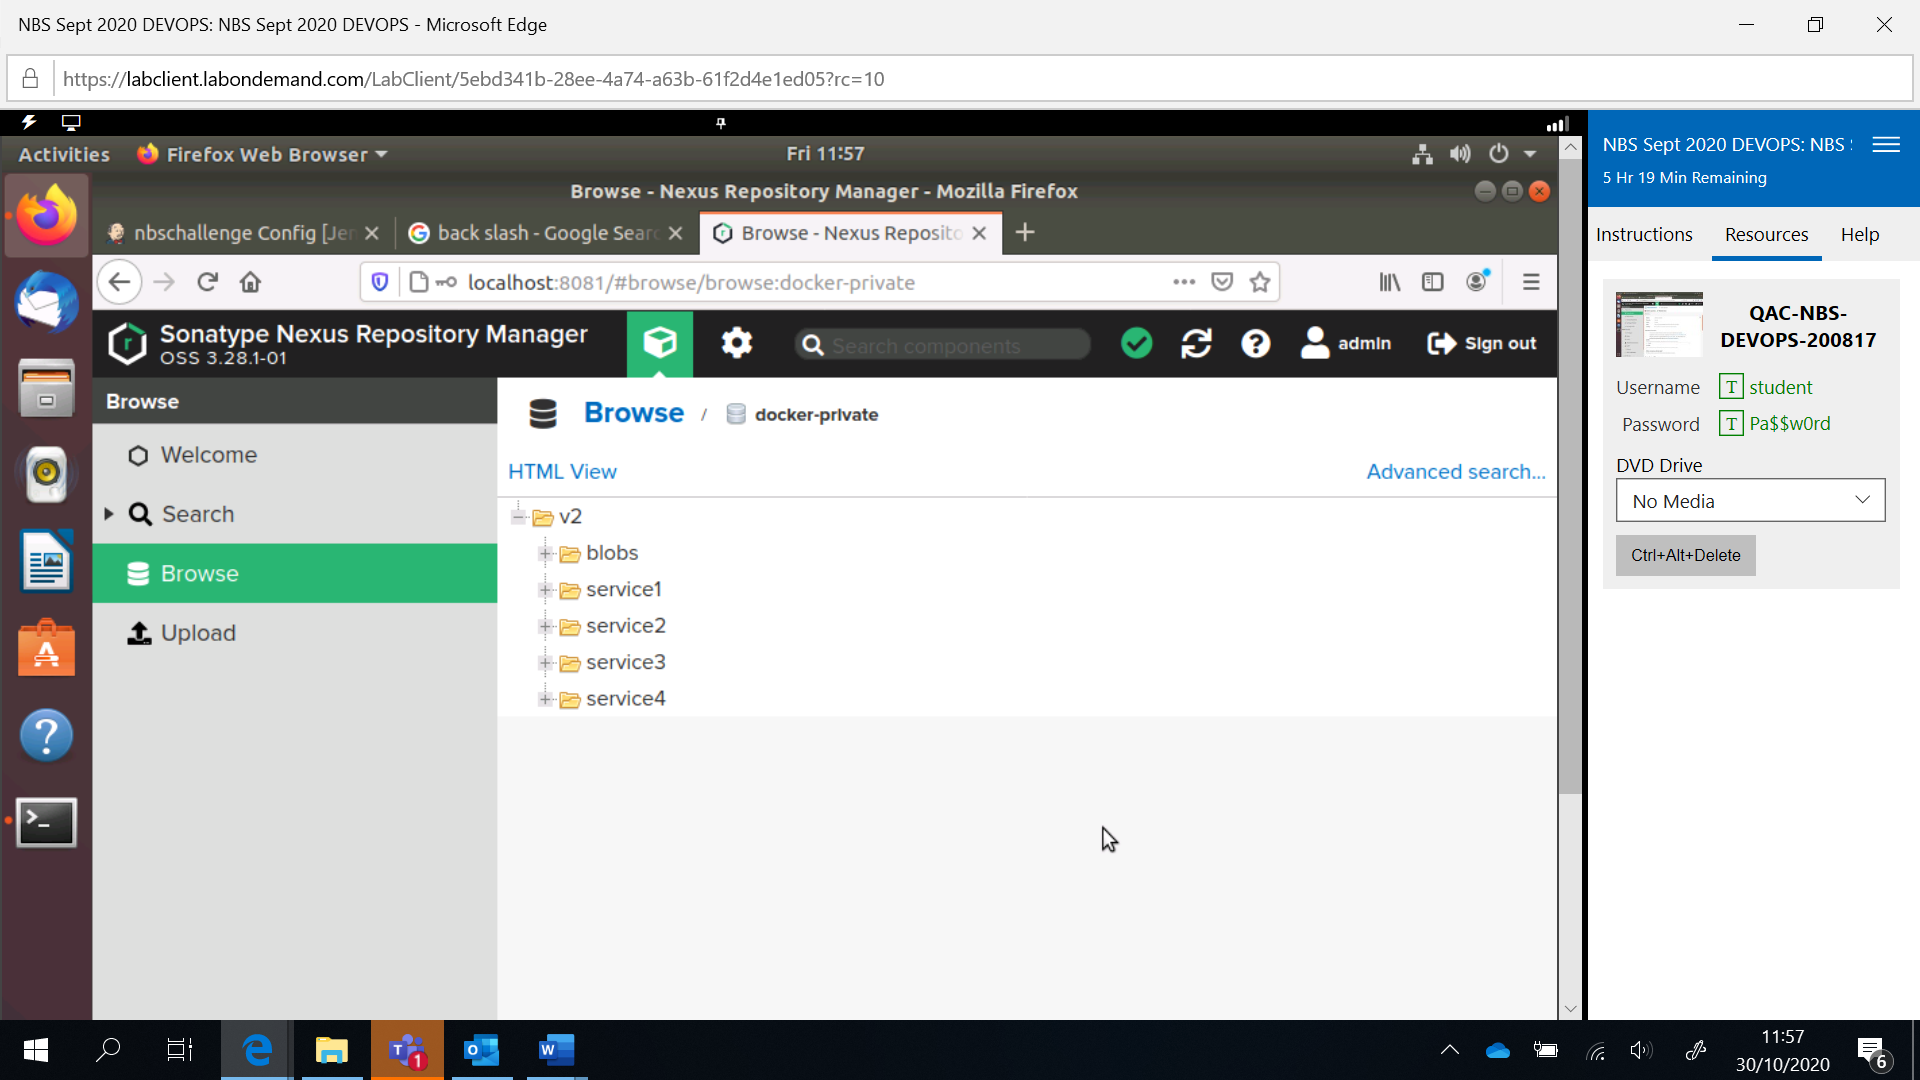 NBS Sept 2020 DEVOPS: NBS Sept 2020 DEVOPS - Microsoft Edge
https://labclient.labondemand.com/LabClient/5ebd341b-28ee-4a74-a63b-61f2d4e1ed05?rc=10
Activities
Firefox Web Browser
Fri 11:57
Browse - Nexus Repository Manager - Mozilla Firefox
nbschallenge Config [Jen
back slash - Google Searc
Browse - Nexus Reposito
localhost:8081/#browse/browse:docker-private
Sonatype Nexus Repository Manager
OSS 3.28.1-01
Search components
admin
Sign out
Browse
Welcome
Search
Browse
Upload
Browse / docker-private
HTML View
Advanced search...
v2
blobs
service1
service2
service3
service4
NBS Sept 2020 DEVOPS: NBS S
5 Hr 19 Min Remaining
Instructions
Resources
Help
QAC-NBS-
DEVOPS-200817
Username T student
Password T Pa$$w0rd
DVD Drive
No Media
Ctrl+Alt+Delete
1
11:57
30/10/2020
6